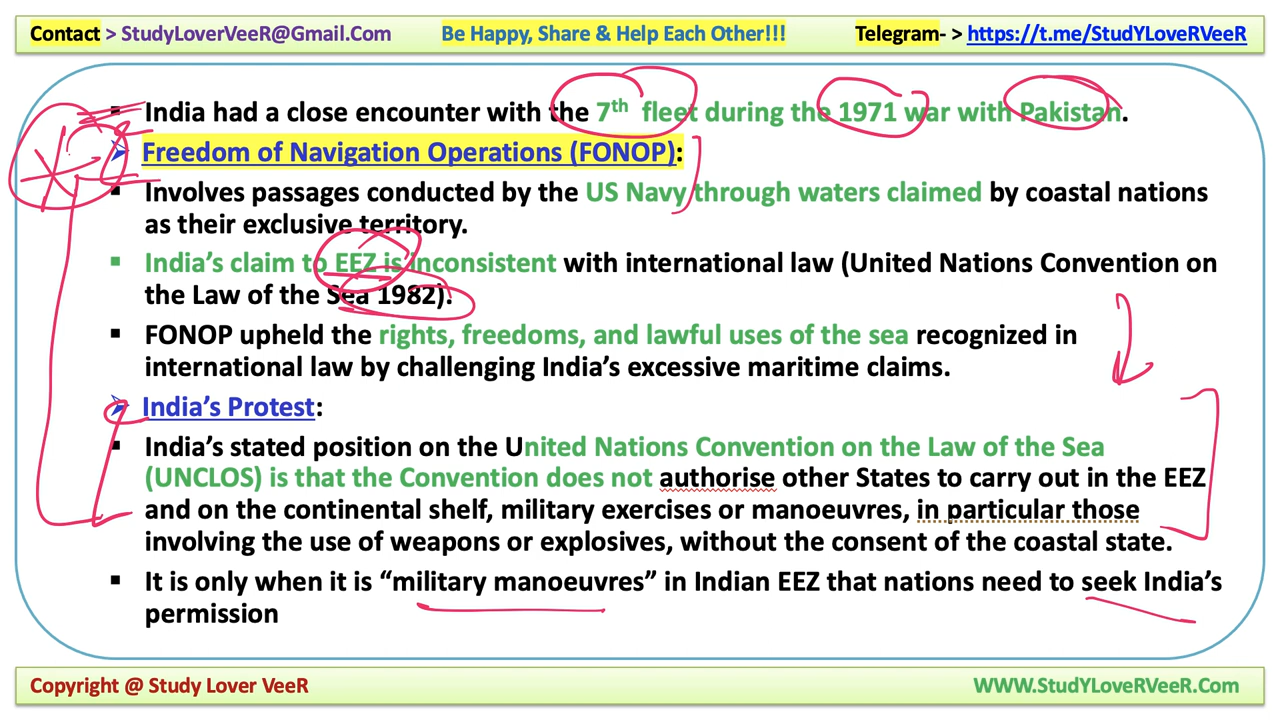 Contact > StudyLoverVeeR@Gmail.Com Be Happy, Share & Help Each Other!!! Telegram- > https://t.me/StudYLoveRVeeR
▪ India had a close encounter with the 7th fleet during the 1971 war with Pakistan.
➤ Freedom of Navigation Operations (FONOP):
▪ Involves passages conducted by the US Navy through waters claimed by coastal nations
as their exclusive territory.
▪ India’s claim to EEZ is inconsistent with international law (United Nations Convention on
the Law of the Sea 1982).
▪ FONOP upheld the rights, freedoms, and lawful uses of the sea recognized in
international law by challenging India’s excessive maritime claims.
➤ India’s Protest:
▪ India’s stated position on the United Nations Convention on the Law of the Sea
(UNCLOS) is that the Convention does not authorise other States to carry out in the EEZ
and on the continental shelf, military exercises or manoeuvres, in particular those
involving the use of weapons or explosives, without the consent of the coastal state.
▪ It is only when it is “military manoeuvres” in Indian EEZ that nations need to seek India’s
permission
Copyright @ Study Lover VeeR WWW.StudYLoveRVeeR.Com